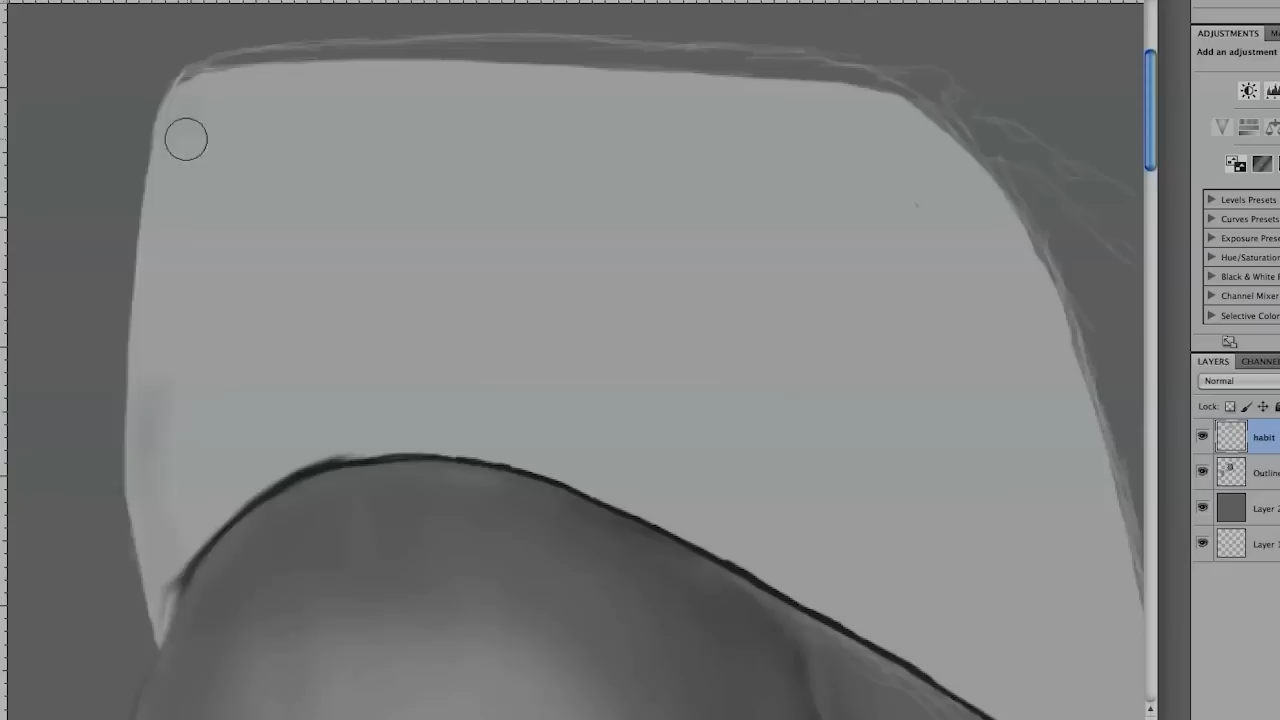 ADJUSTMENTS
Add an adjustment
Levels Presets
Curves Presets
Exposure Prese
Hue/Saturation
Black & White P
Channel Mixer
Selective Color
LAYERS CHANNE
Normal
Lock:
habit
Outline
Layer 2
Layer 1